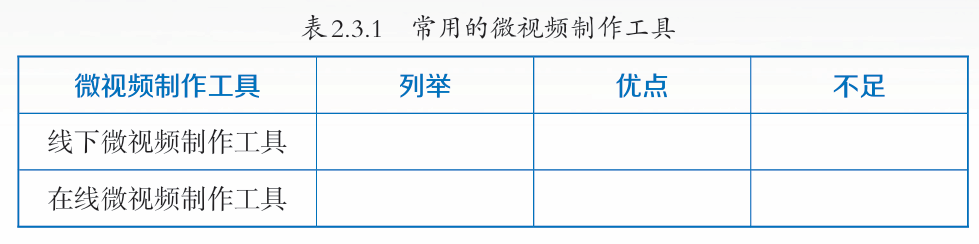 表2.3.1 常用的微视频制作工具
微视频制作工具 列举 优点 不足
线下微视频制作工具
在线微视频制作工具